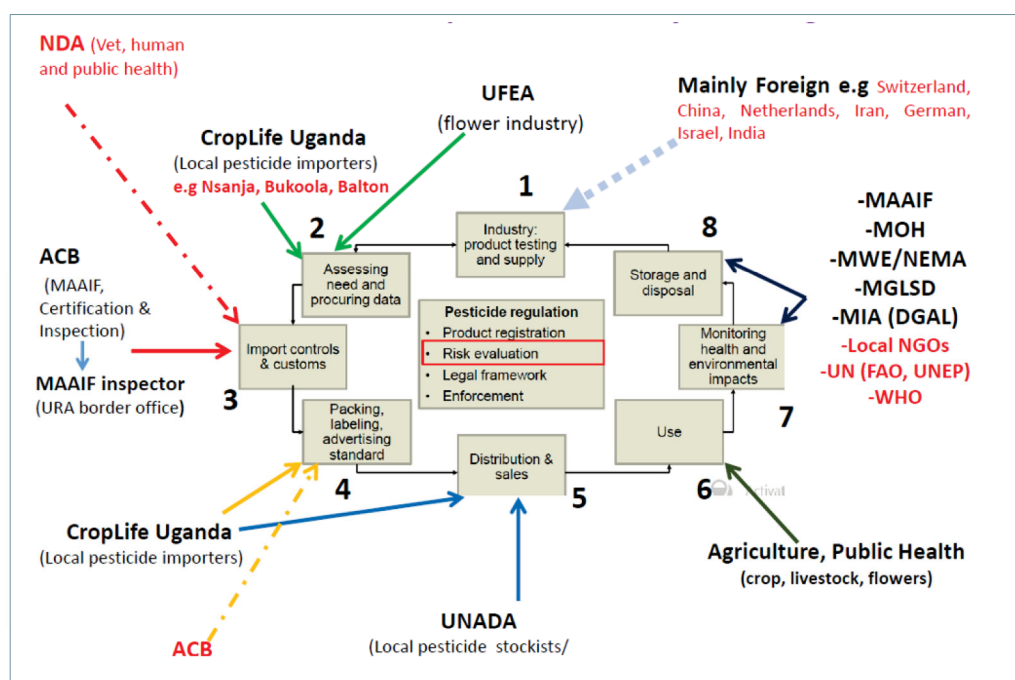 NDA (Vet, human
and public health)
UFEA
(flower industry)
Mainly Foreign e.g Switzerland,
China, Netherlands, Iran, German,
Israel, India
CropLife Uganda
(Local pesticide importers)
e.g Nsanja, Bukoola, Balton
1
Industry:
product testing
and supply
2
Assessing
need and
procuring data
8
Storage and
disposal
-MAAIF
-MOH
-MWE/NEMA
-MGLSD
-MIA (DGAL)
-Local NGOs
-UN (FAO, UNEP)
-WHO
ACB
(MAAIF,
Certification &
Inspection)
MAAIF inspector
(URA border office)
Import controls
& customs
3
Pesticide regulation
• Product registration
• Risk evaluation
• Legal framework
• Enforcement
Monitoring
health and
environmental
impacts
7
Packing,
labeling,
advertising
standard
4
Distribution &
sales
5
Use
6
CropLife Uganda
(Local pesticide importers)
Agriculture, Public Health
(crop, livestock, flowers)
UNADA
(Local pesticide stockists/
ACB